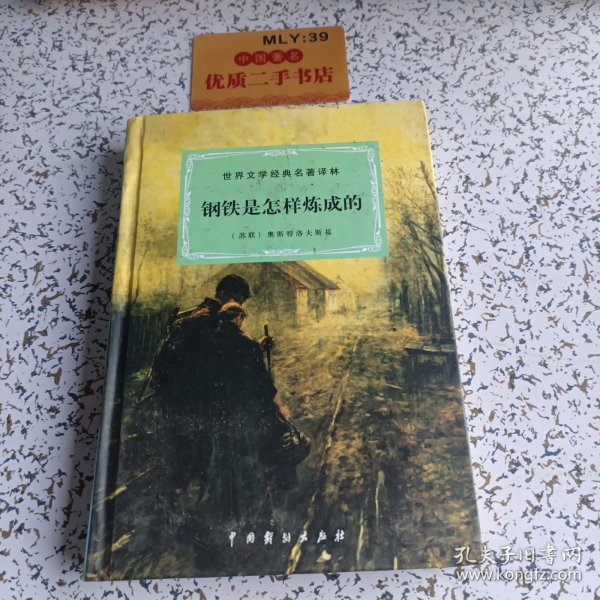 MLY:39
中国著名
优质二手书店
世界文学经典名著译林
钢铁是怎样炼成的
(苏联)奥斯特洛夫斯基
中国戏剧出版社
孔夫子旧书网
www.kongfz.com